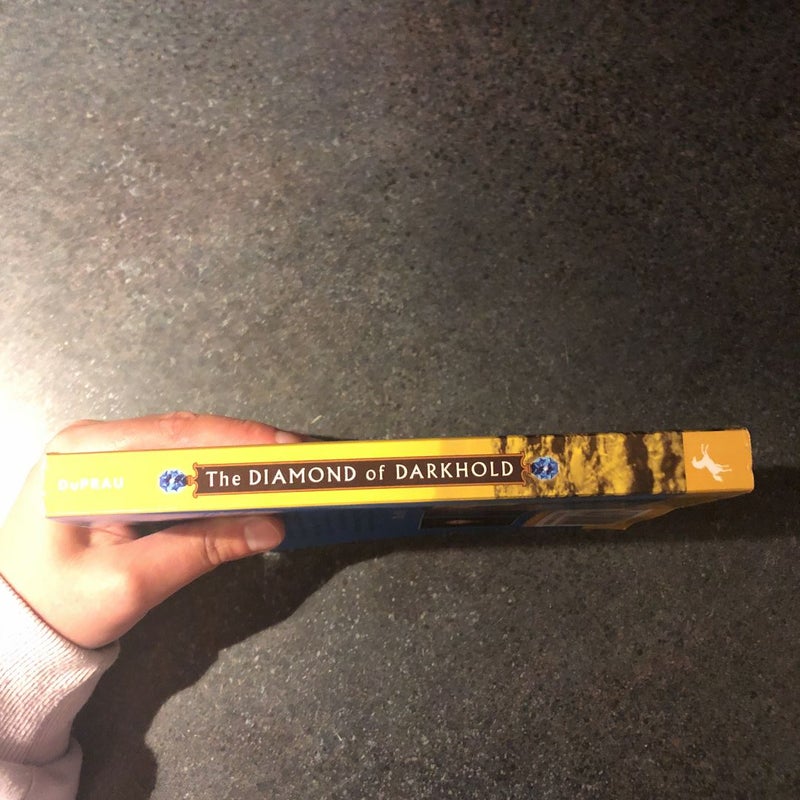 DuPRAU
The DIAMOND of DARKHOLD